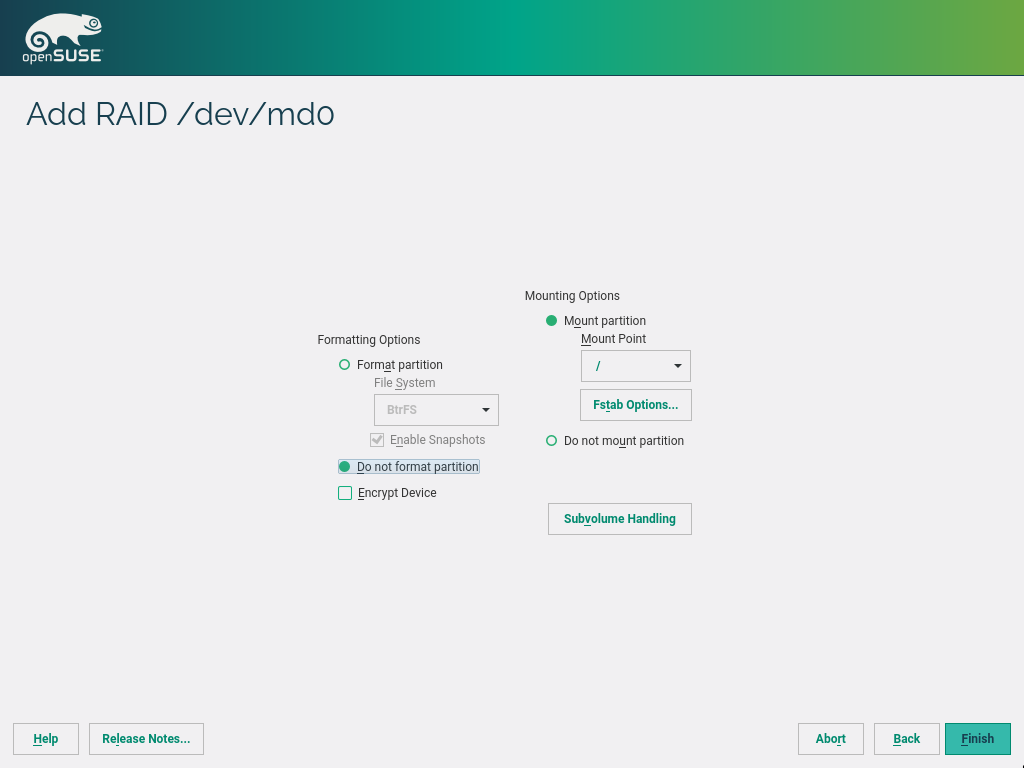 openSUSE
Add RAID /dev/md0
Formatting Options
Format partition
File System
BtrFS
Enable Snapshots
Do not format partition
Encrypt Device
Mounting Options
Mount partition
Mount Point
/
Fstab Options...
Do not mount partition
Subvolume Handling
Help
Release Notes...
Abort
Back
Finish